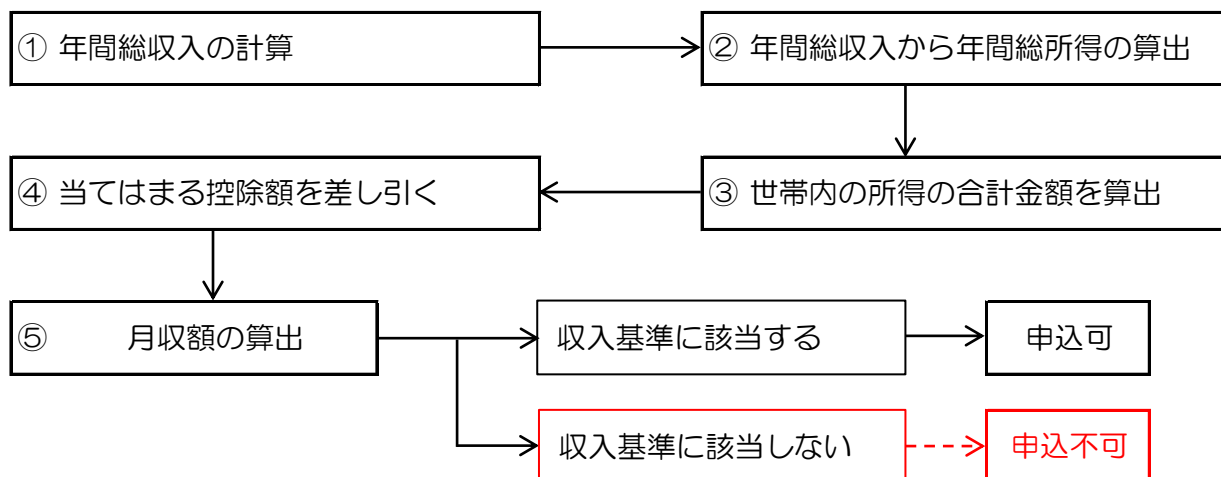 ① 年間総収入の計算
② 年間総収入から年間総所得の算出
③ 世帯内の所得の合計金額を算出
④ 当てはまる控除額を差し引く
⑤ 月収額の算出
収入基準に該当する
申込可
収入基準に該当しない
申込不可